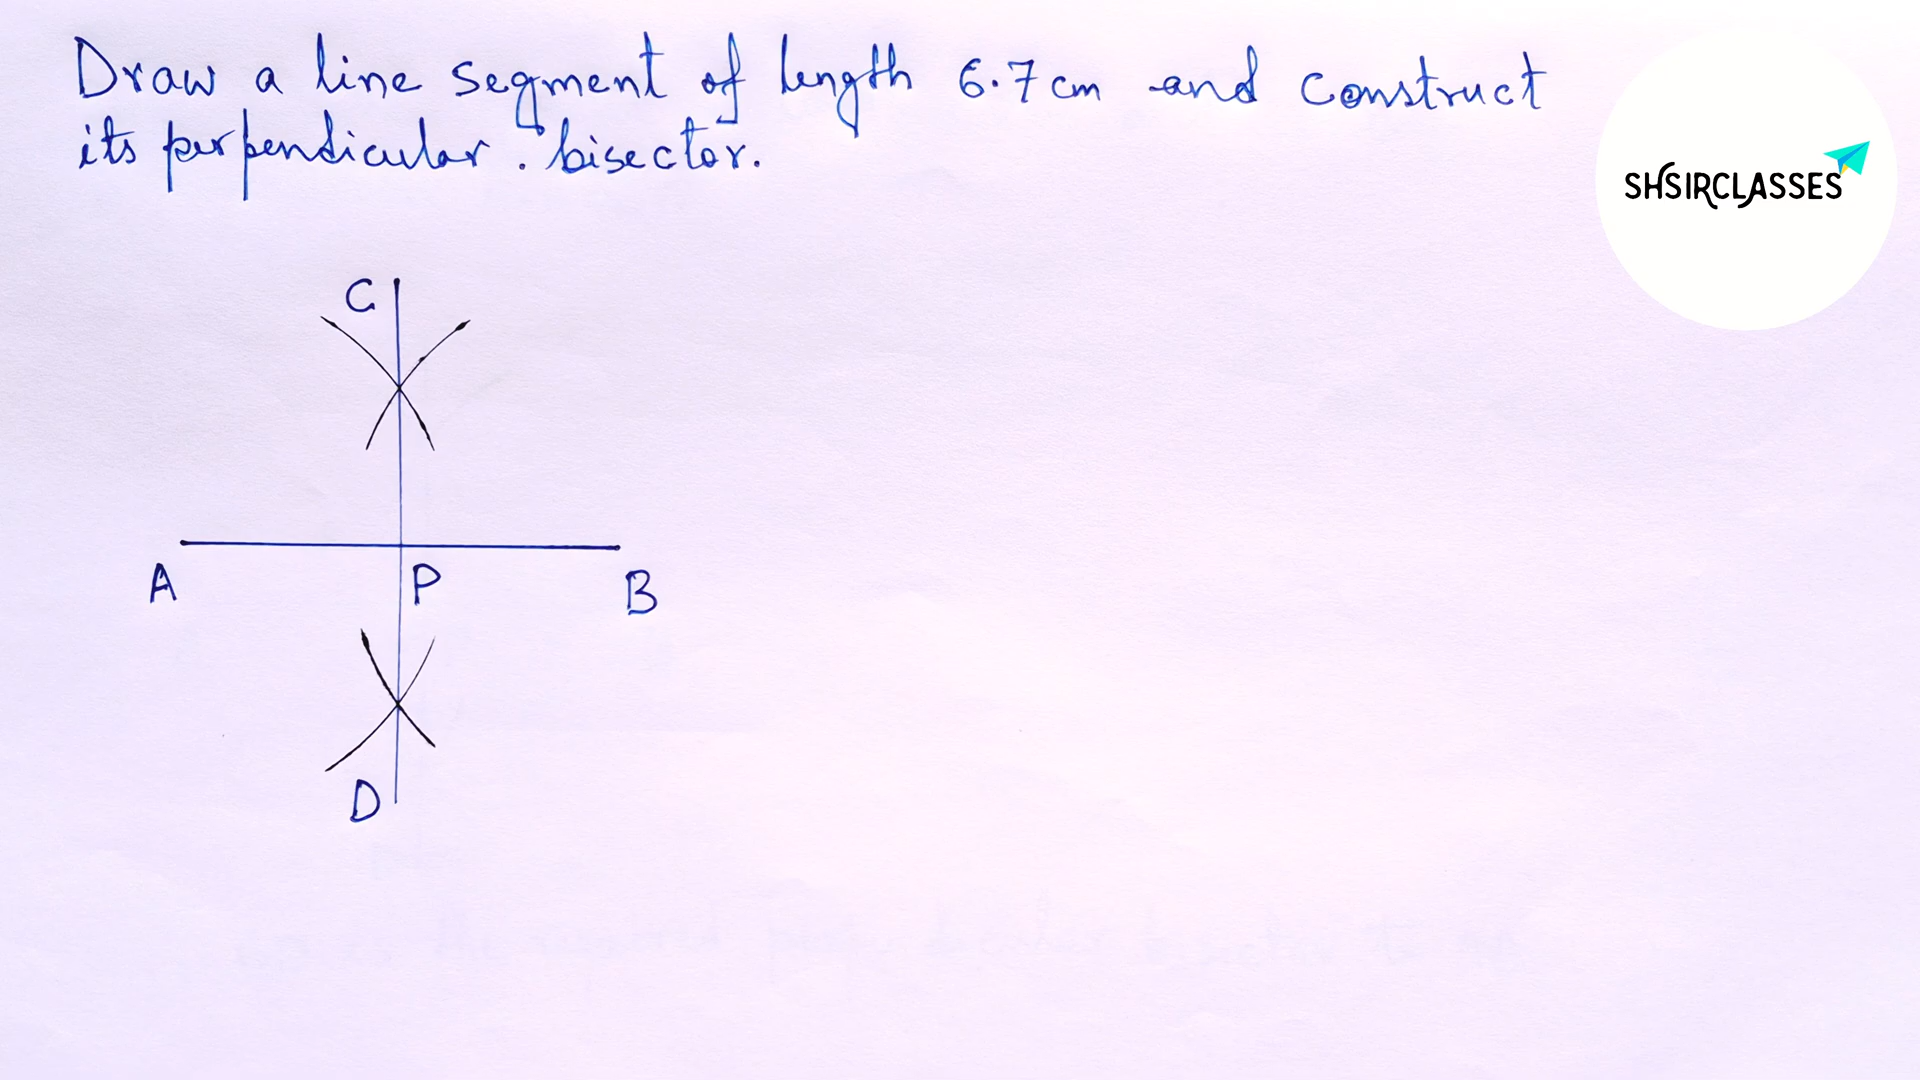 Draw a line segment of length 6.7 cm and construct
its perpendicular . bisector.
SHSIRCLASSES
C
A
P
B
D